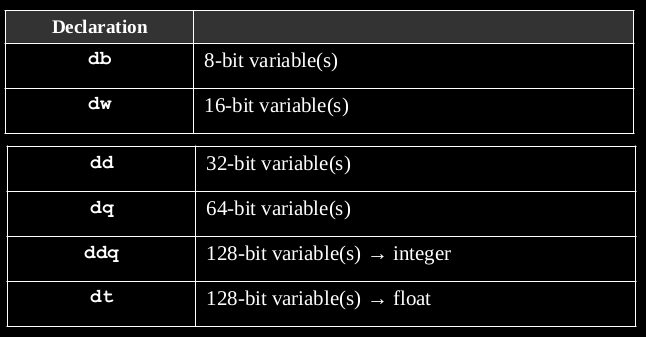 Declaration
db 8-bit variable(s)
dw 16-bit variable(s)
dd 32-bit variable(s)
dq 64-bit variable(s)
ddq 128-bit variable(s) → integer
dt 128-bit variable(s) → float